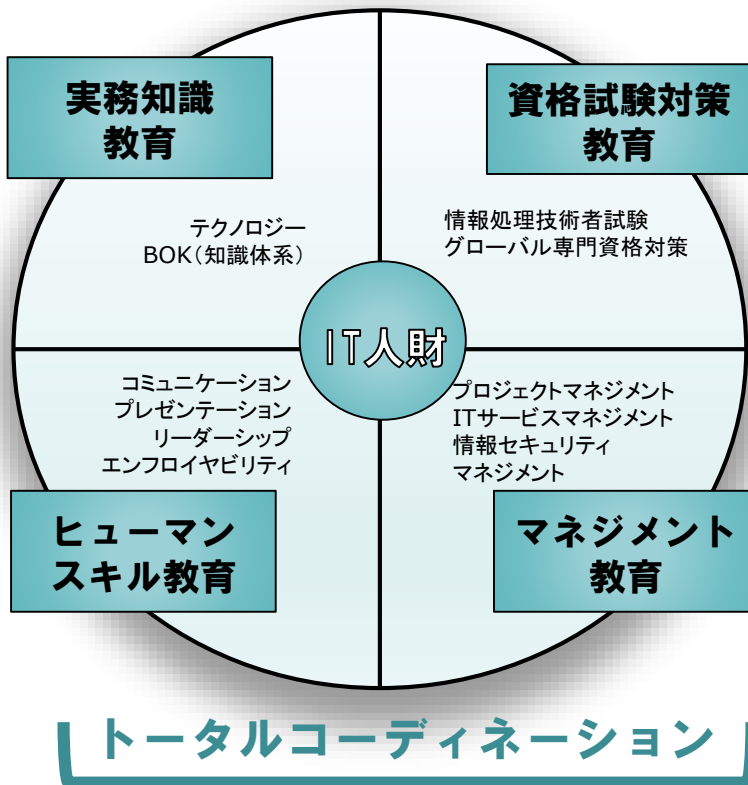 実務知識
教育
資格試験対策
教育
テクノロジー
BOK（知識体系）
情報処理技術者試験
グローバル専門資格対策
IT人財
コミュニケーション
プレゼンテーション
リーダーシップ
エンフロイヤビリティ
プロジェクトマネジメント
ITサービスマネジメント
情報セキュリティ
マネジメント
ヒューマン
スキル教育
マネジメント
教育
トータルコーディネーション